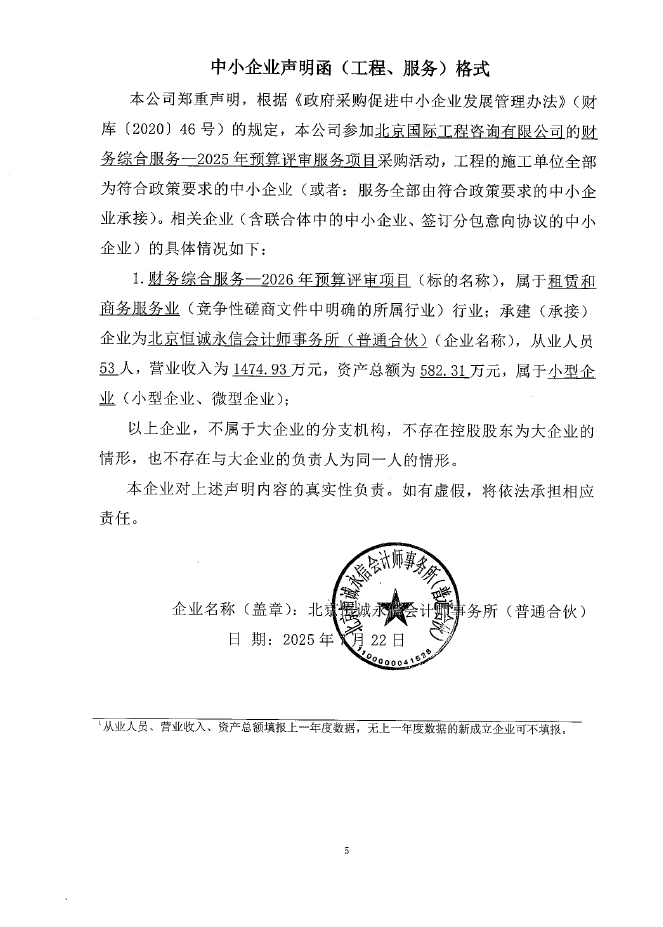 中小企业声明函（工程、服务）格式
本公司郑重声明，根据《政府采购促进中小企业发展管理办法》（财
库〔2020〕46号）的规定，本公司参加北京国际工程咨询有限公司的财
务综合服务—2025年预算评审服务项目采购活动，工程的施工单位全部
为符合政策要求的中小企业（或者：服务全部由符合政策要求的中小企
业承接）。相关企业（含联合体中的中小企业、签订分包意向协议的中小
企业）的具体情况如下：
1.财务综合服务—2026年预算评审项目（标的名称），属于租赁和
商务服务业（竞争性磋商文件中明确的所属行业）行业；承建（承接）
企业为北京恒诚永信会计师事务所（普通合伙）（企业名称），从业人员
53人，营业收入为1474.93万元，资产总额为582.31万元，属于小型企
业（小型企业、微型企业）；
以上企业，不属于大企业的分支机构，不存在控股股东为大企业的
情形，也不存在与大企业的负责人为同一人的情形。
本企业对上述声明内容的真实性负责。如有虚假，将依法承担相应
责任。
企业名称（盖章）：北京恒诚永信会计师事务所（普通合伙）
日 期：2025年7月22日
北京恒诚永信会计师事务所（普通合伙）
1100000041528
1从业人员、营业收入、资产总额填报上一年度数据，无上一年度数据的新成立企业可不填报。
5